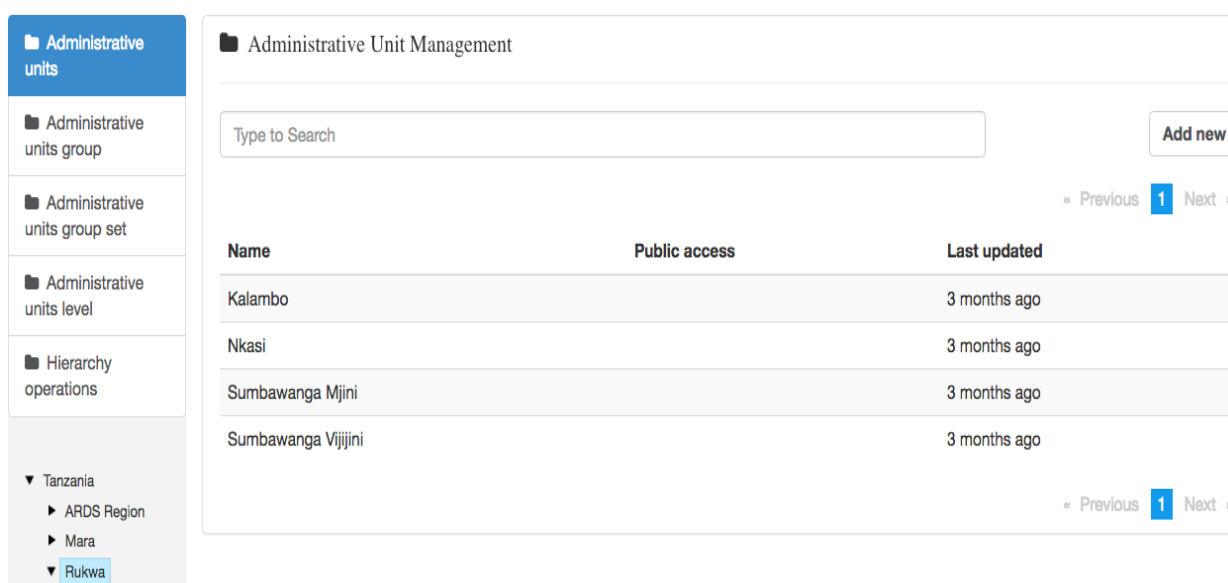 Administrative
units
Administrative
units group
Administrative
units group set
Administrative
units level
Hierarchy
operations
▼ Tanzania
▶ ARDS Region
▶ Mara
▼ Rukwa
Administrative Unit Management
Type to Search
Add new
« Previous 1 Next »
Name Public access Last updated
Kalambo 3 months ago
Nkasi 3 months ago
Sumbawanga Mjini 3 months ago
Sumbawanga Vijijini 3 months ago
« Previous 1 Next »